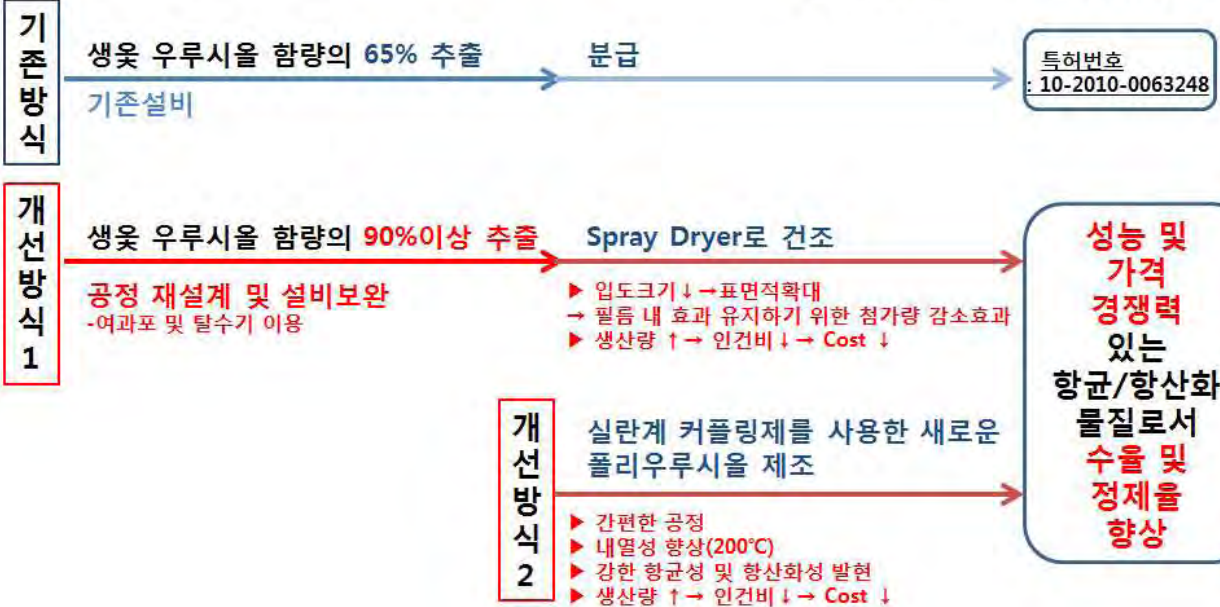 기존방식
생옻 우루시올 함량의 65% 추출
기존설비
분급
특허번호
: 10-2010-0063248
개선방식1
생옻 우루시올 함량의 90%이상 추출
공정 재설계 및 설비보완
-여과포 및 탈수기 이용
Spray Dryer로 건조
▶ 입도크기↓→표면적확대
→ 필름 내 효과 유지하기 위한 첨가량 감소효과
▶ 생산량 ↑→ 인건비↓→ Cost ↓
개선방식2
실란계 커플링제를 사용한 새로운
폴리우루시올 제조
▶ 간편한 공정
▶ 내열성 향상(200℃)
▶ 강한 항균성 및 항산화성 발현
▶ 생산량 ↑→ 인건비↓→ Cost ↓
성능 및
가격
경쟁력
있는
항균/항산화
물질로서
수율 및
정제율
향상